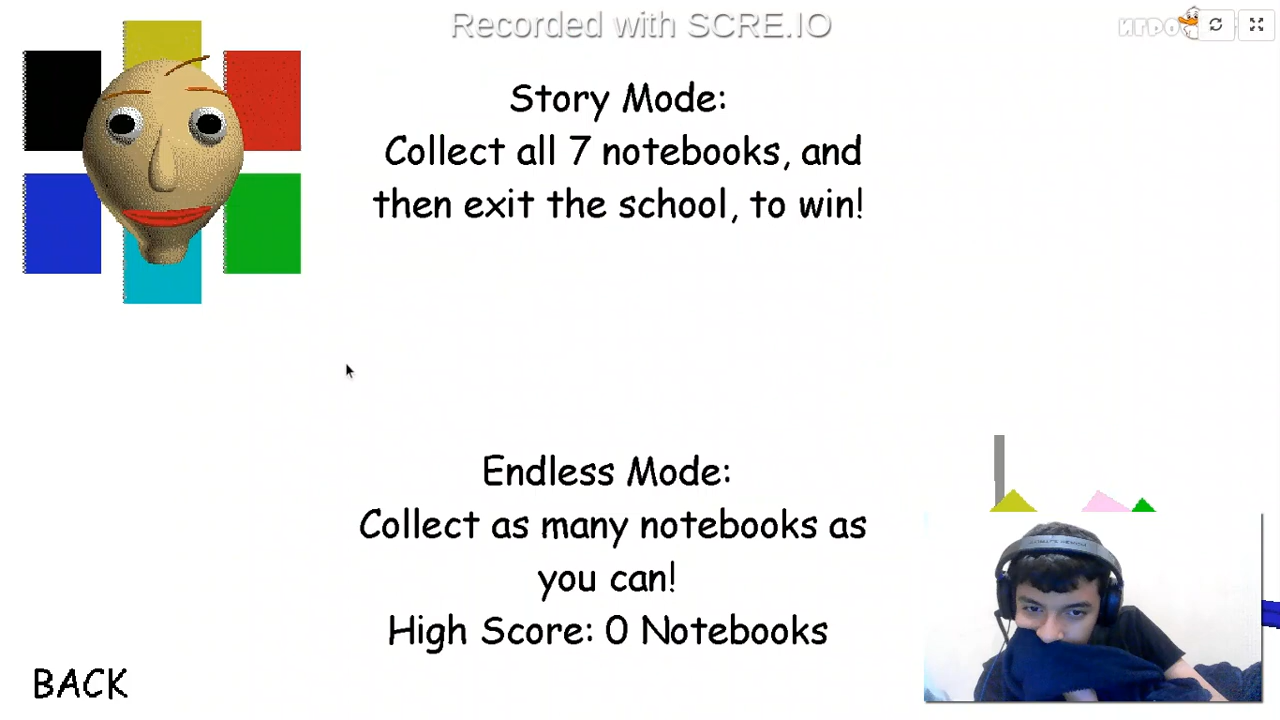 Recorded with SCRE.IO
ИГРО
Story Mode:
Collect all 7 notebooks, and
then exit the school, to win!
Endless Mode:
Collect as many notebooks as
you can!
High Score: 0 Notebooks
BACK